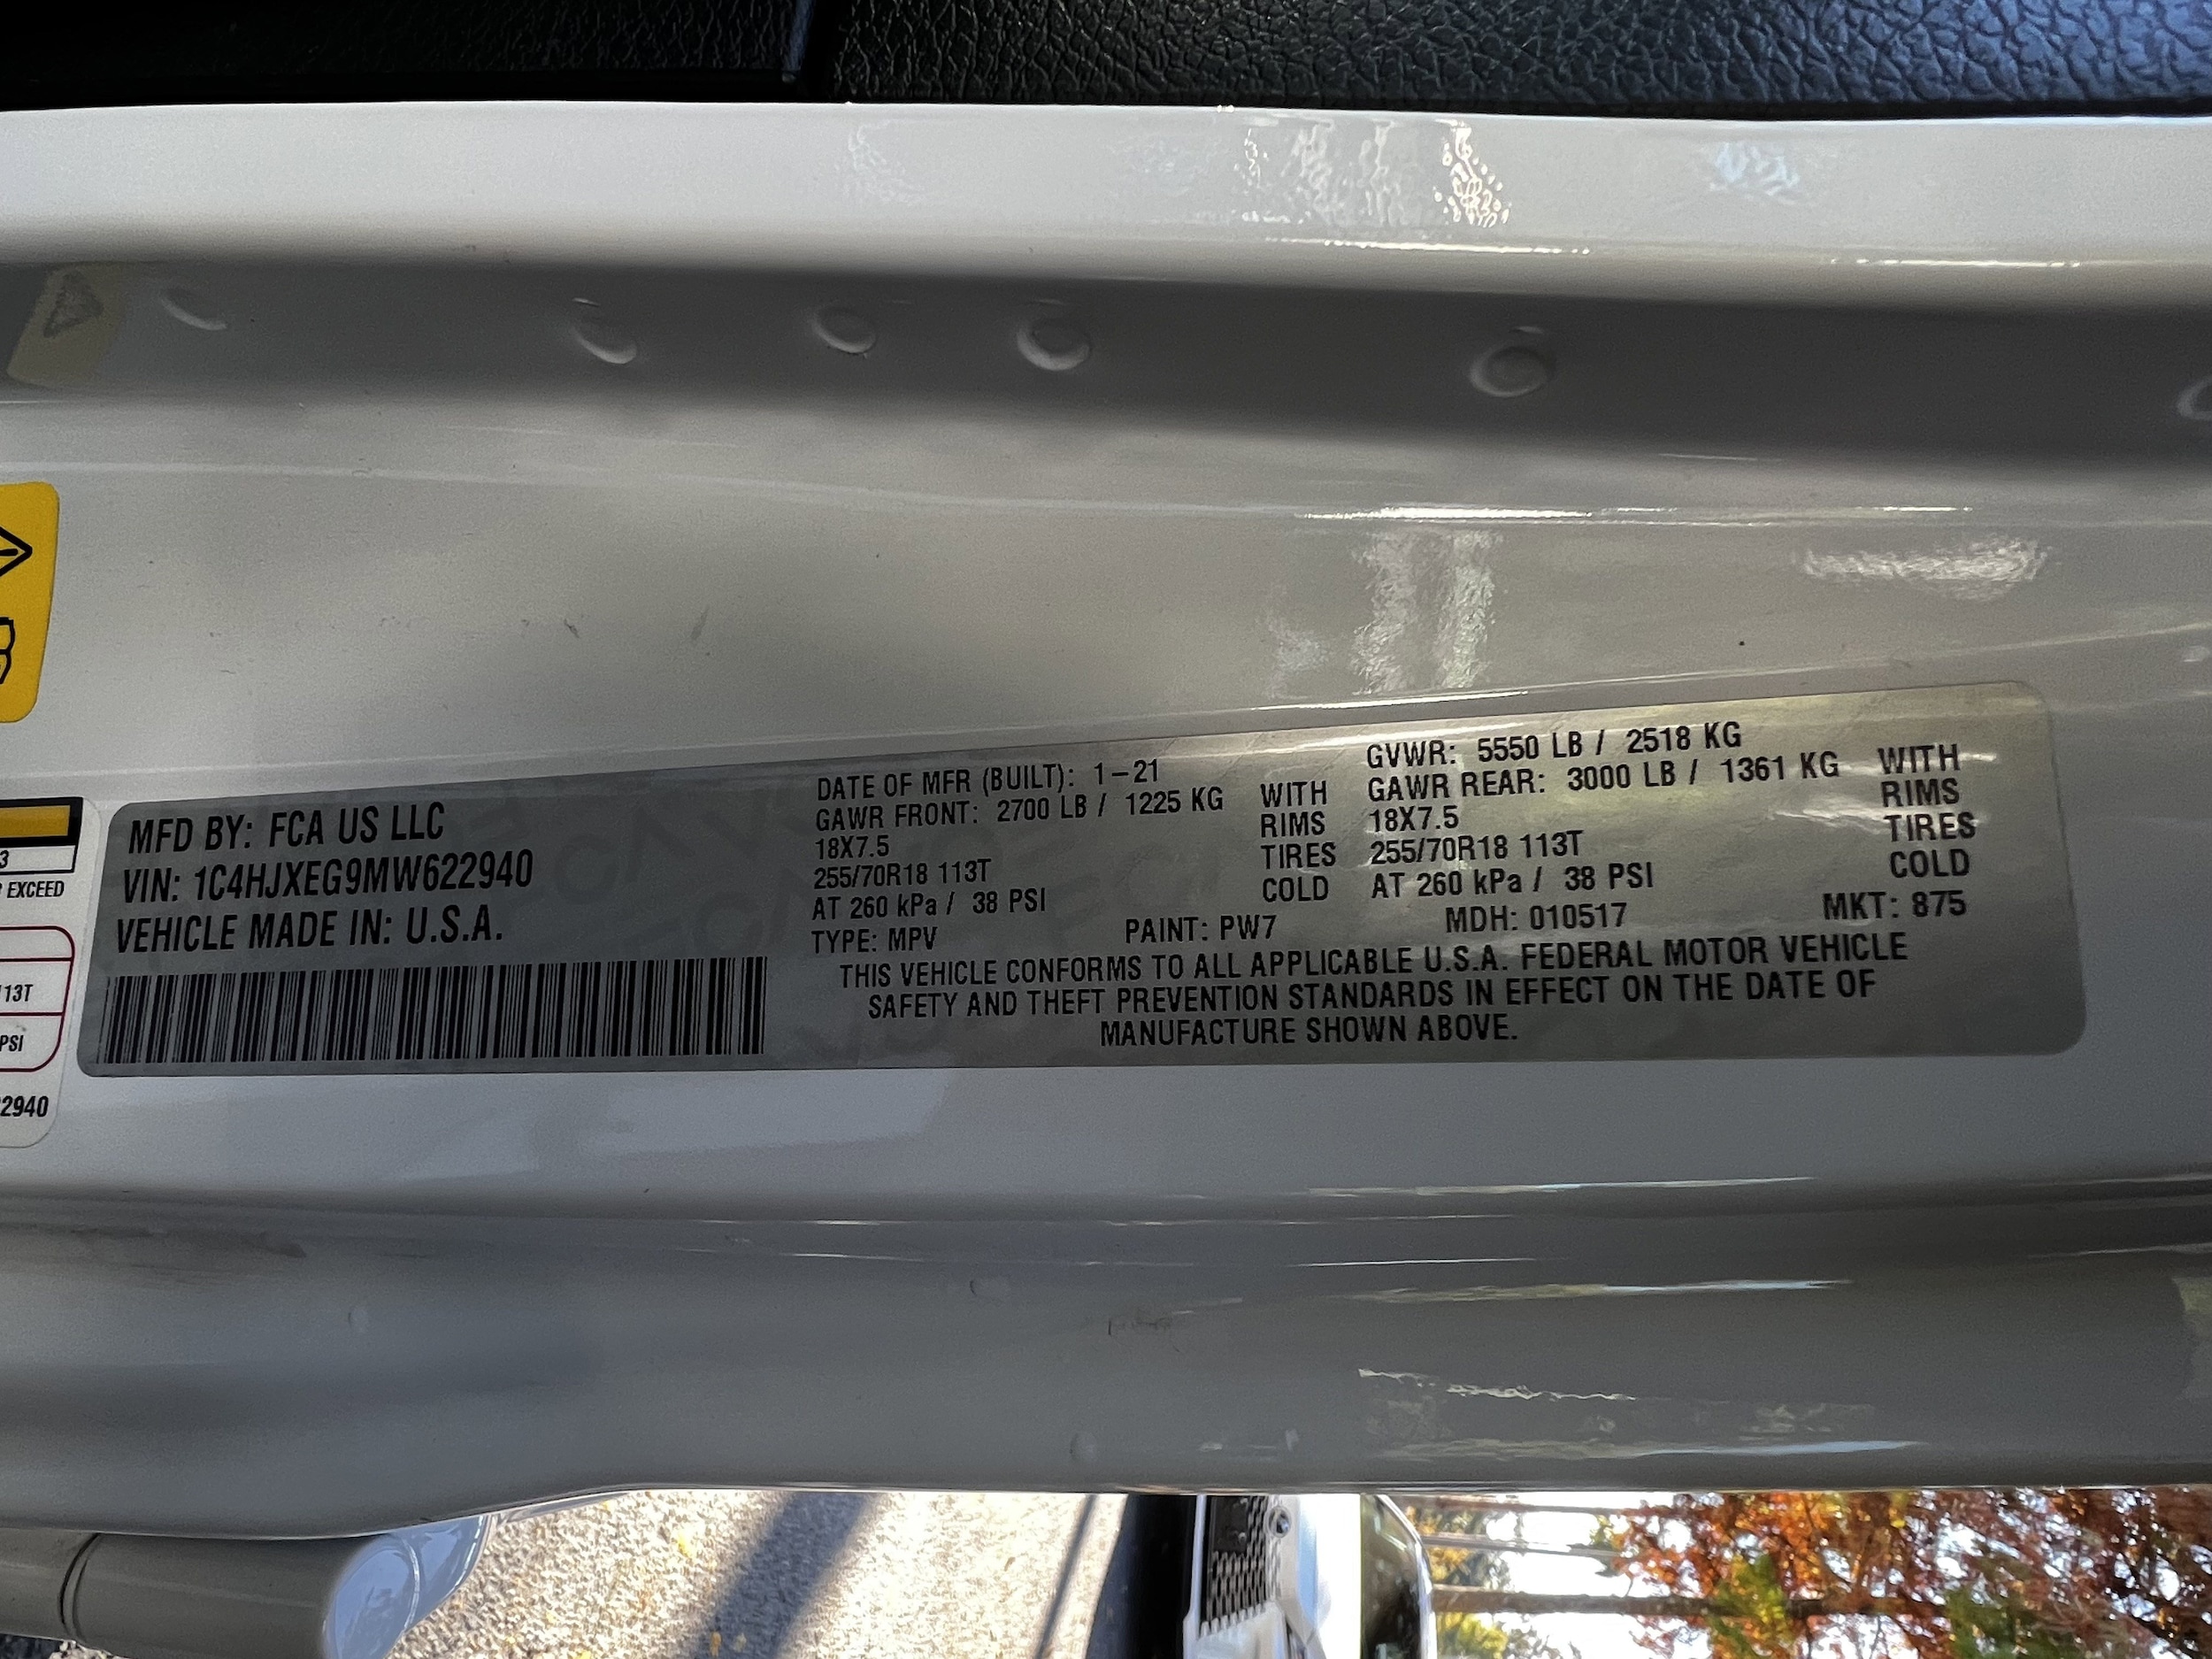 MFD BY: FCA US LLC
VIN: 1C4HJXEG9MW622940
VEHICLE MADE IN: U.S.A.
DATE OF MFR (BUILT): 1-21
GVWR: 5550 LB / 2518 KG
GAWR FRONT: 2700 LB / 1225 KG WITH
GAWR REAR: 3000 LB / 1361 KG WITH
18X7.5 RIMS
18X7.5 RIMS
255/70R18 113T TIRES
255/70R18 113T TIRES
AT 260 kPa / 38 PSI COLD
AT 260 kPa / 38 PSI COLD
TYPE: MPV PAINT: PW7 MDH: 010517 MKT: 875
THIS VEHICLE CONFORMS TO ALL APPLICABLE U.S.A. FEDERAL MOTOR VEHICLE
SAFETY AND THEFT PREVENTION STANDARDS IN EFFECT ON THE DATE OF
MANUFACTURE SHOWN ABOVE.
3
EXCEED
13T
PSI
2940